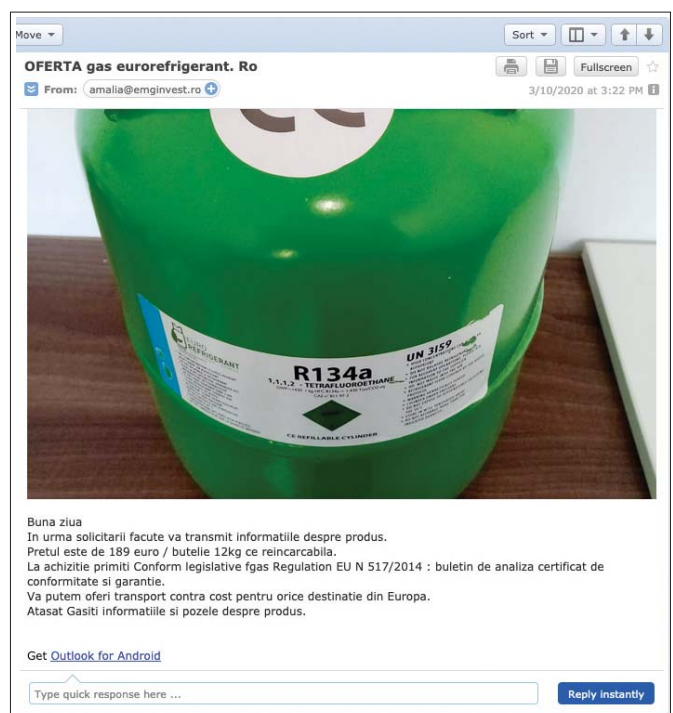 Move
Sort
OFERTA gas eurorefrigerant. Ro
Fullscreen
From: amalia@emginvest.ro
3/10/2020 at 3:22 PM
CE
EURO
REFRIGERANT
R134a
1,1,1,2 - TETRAFLUOROETHANE
UN 3159
CE REFILLABLE CYLINDER
Buna ziua
In urma solicitarii facute va transmit informatiile despre produs.
Pretul este de 189 euro / butelie 12kg ce reincarcabila.
La achizitie primiti Conform legislative fgas Regulation EU N 517/2014 : buletin de analiza certificat de
conformitate si garantie.
Va putem oferi transport contra cost pentru orice destinatie din Europa.
Atasat Gasiti informatiile si pozele despre produs.
Get Outlook for Android
Type quick response here ...
Reply instantly